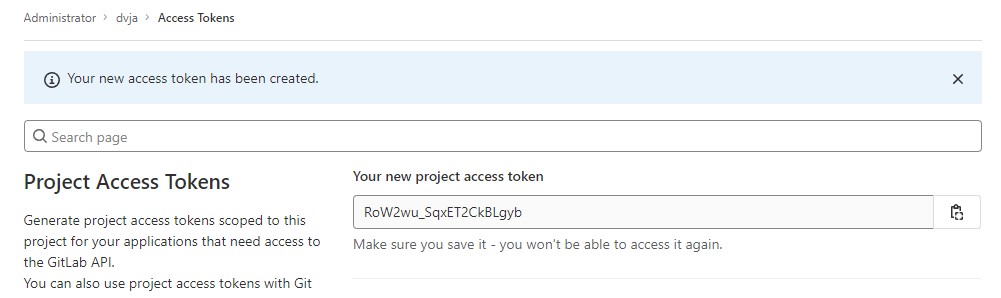 Administrator > dvja > Access Tokens
Your new access token has been created.
Search page
Project Access Tokens
Generate project access tokens scoped to this
project for your applications that need access to
the GitLab API.
You can also use project access tokens with Git
Your new project access token
RoW2wu_SqxET2CkBLgyb
Make sure you save it - you won't be able to access it again.